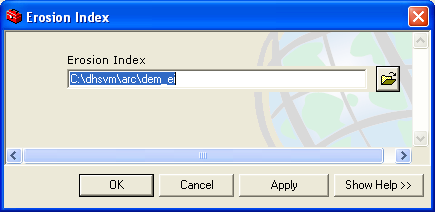 Erosion Index
Erosion Index
C:\dhsvm\arc\dem_ei
OK Cancel Apply Show Help >>